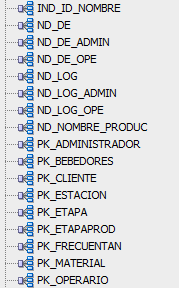 IND_ID_NOMBRE
ND_DE
ND_DE_ADMIN
ND_DE_OPE
ND_LOG
ND_LOG_ADMIN
ND_LOG_OPE
ND_NOMBRE_PRODUC
PK_ADMINISTRADOR
PK_BEBEDORES
PK_CLIENTE
PK_ESTACION
PK_ETAPA
PK_ETAPAPROD
PK_FRECUENTAN
PK_MATERIAL
PK_OPERARIO